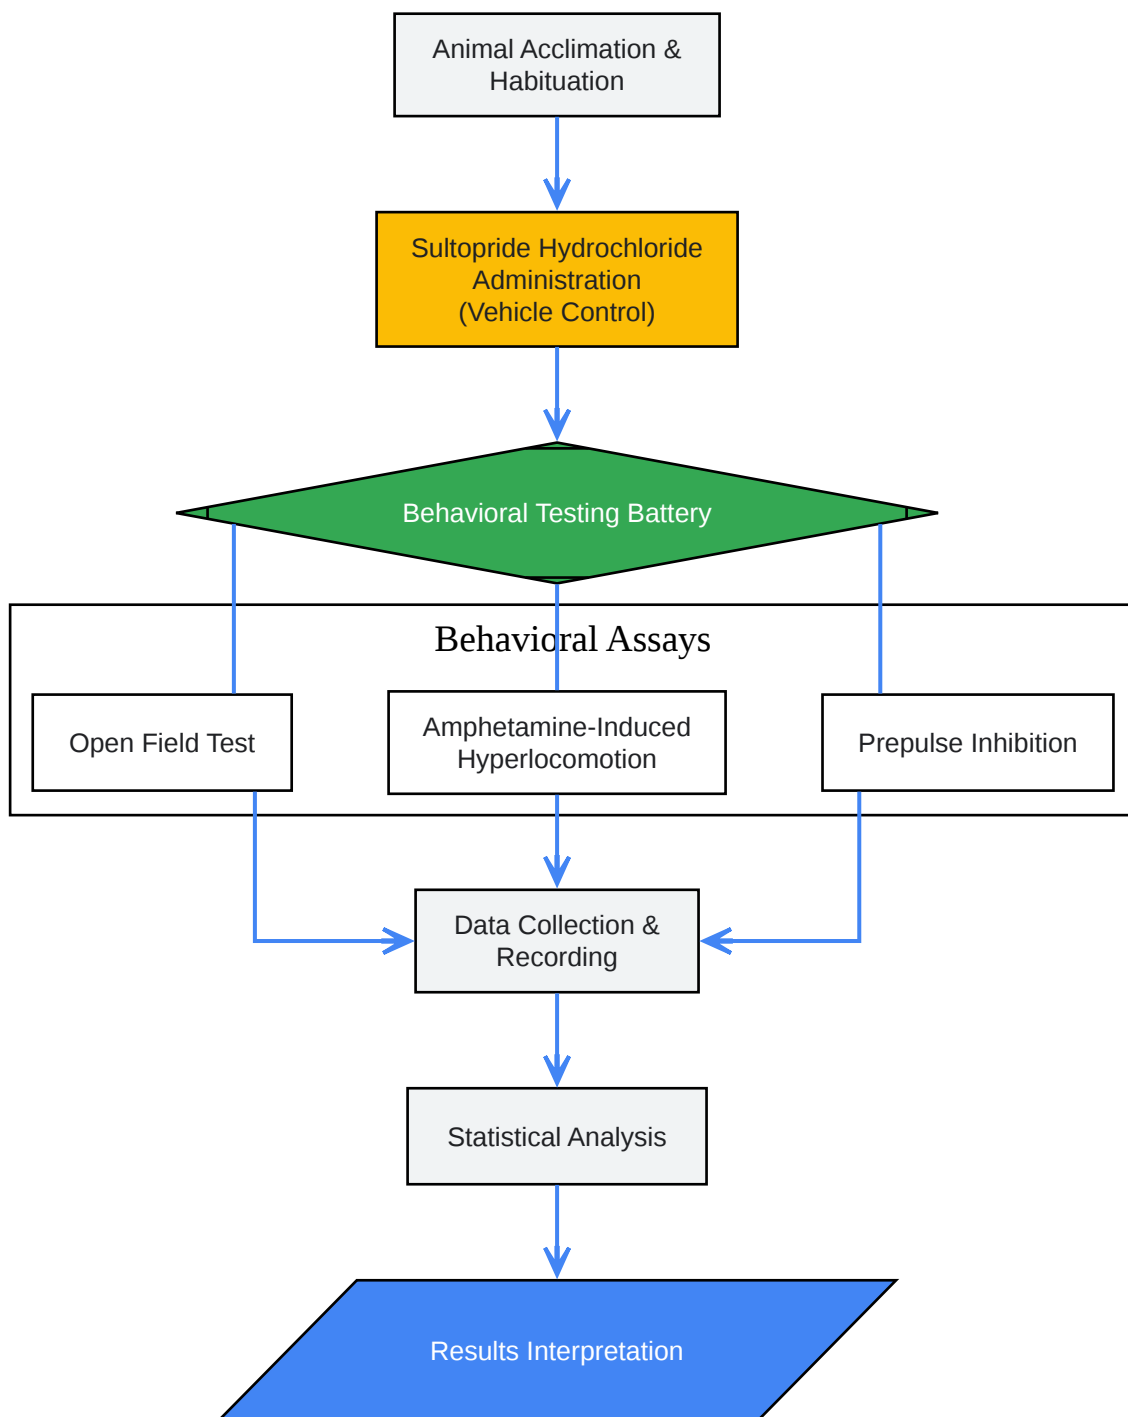 Animal Acclimation &
Habituation
Sultopride Hydrochloride
Administration
(Vehicle Control)
Behavioral Testing Battery
Behavioral Assays
Open Field Test
Amphetamine-Induced
Hyperlocomotion
Prepulse Inhibition
Data Collection &
Recording
Statistical Analysis
Results Interpretation